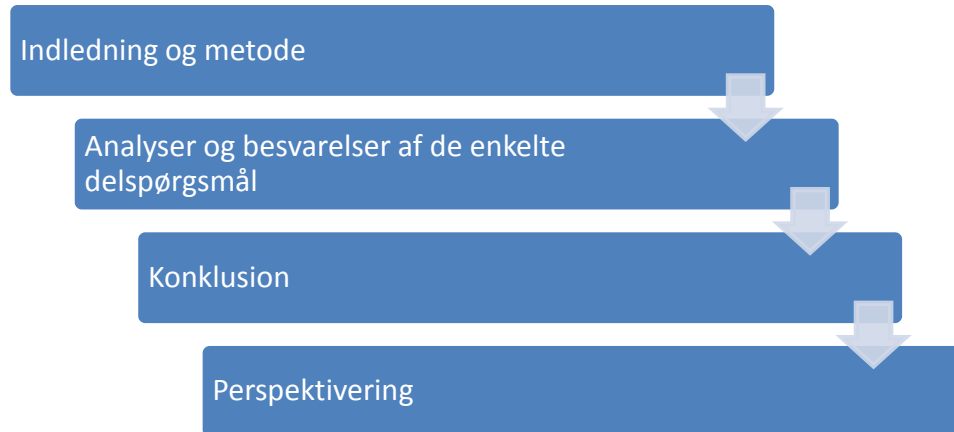 Indledning og metode
Analyser og besvarelser af de enkelte
delspørgsmål
Konklusion
Perspektivering